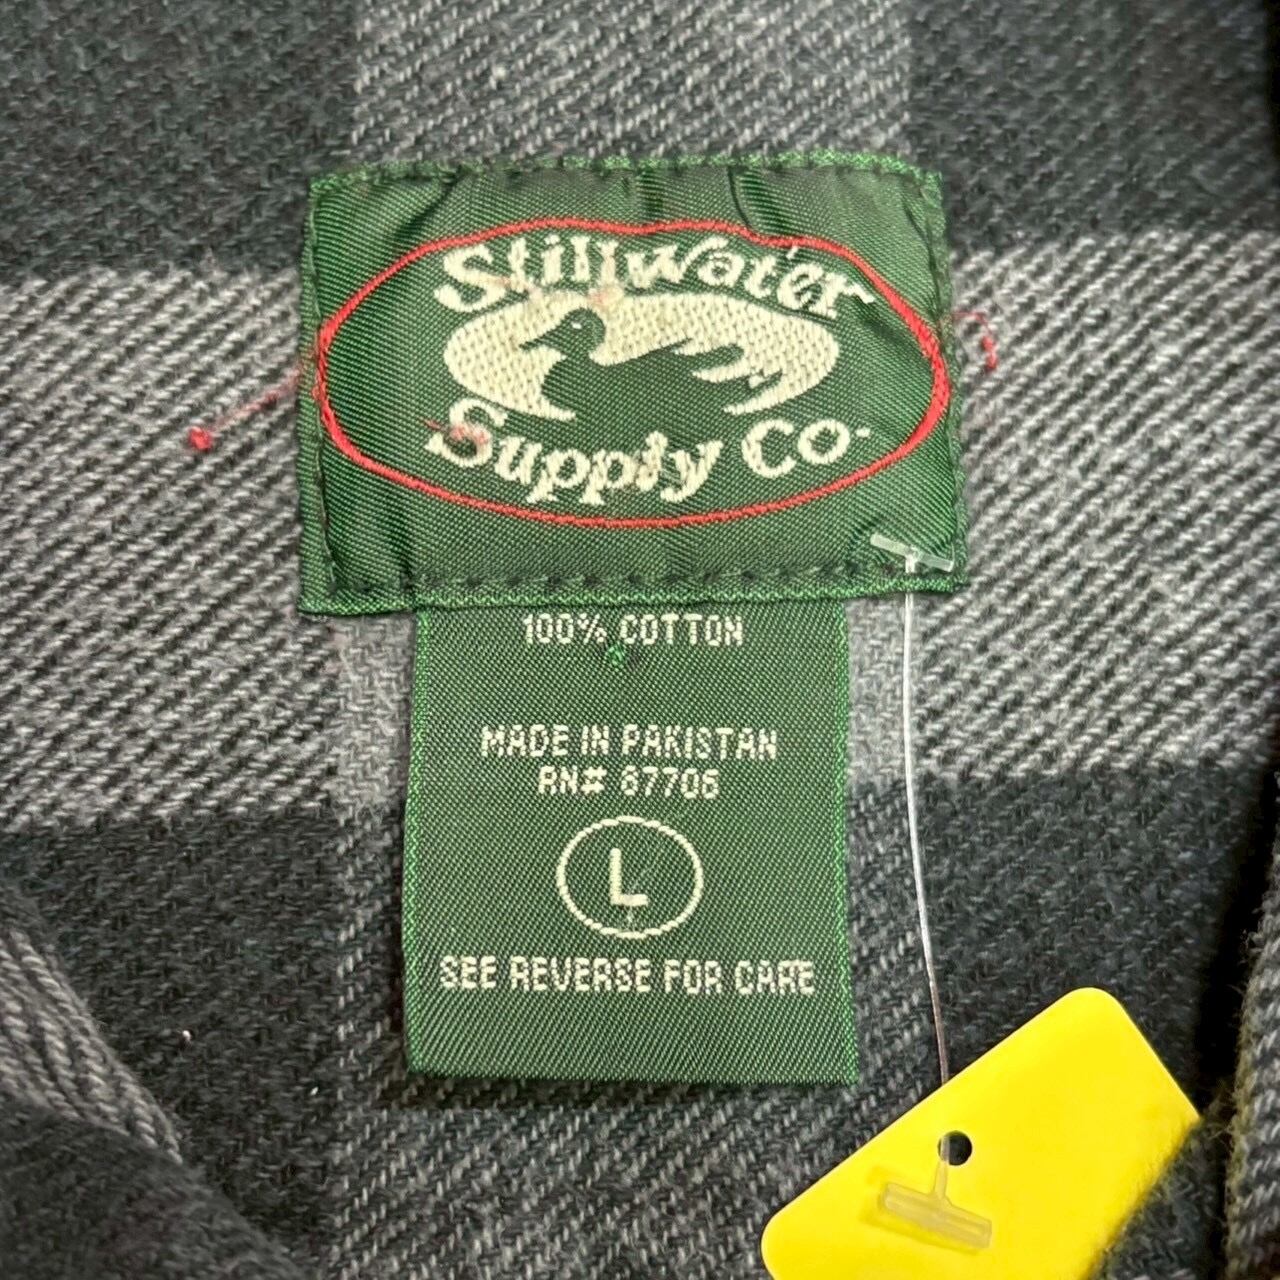 Stillwater
Supply Co.
100% COTTON
MADE IN PAKISTAN
RN# 67706
L
SEE REVERSE FOR CARE